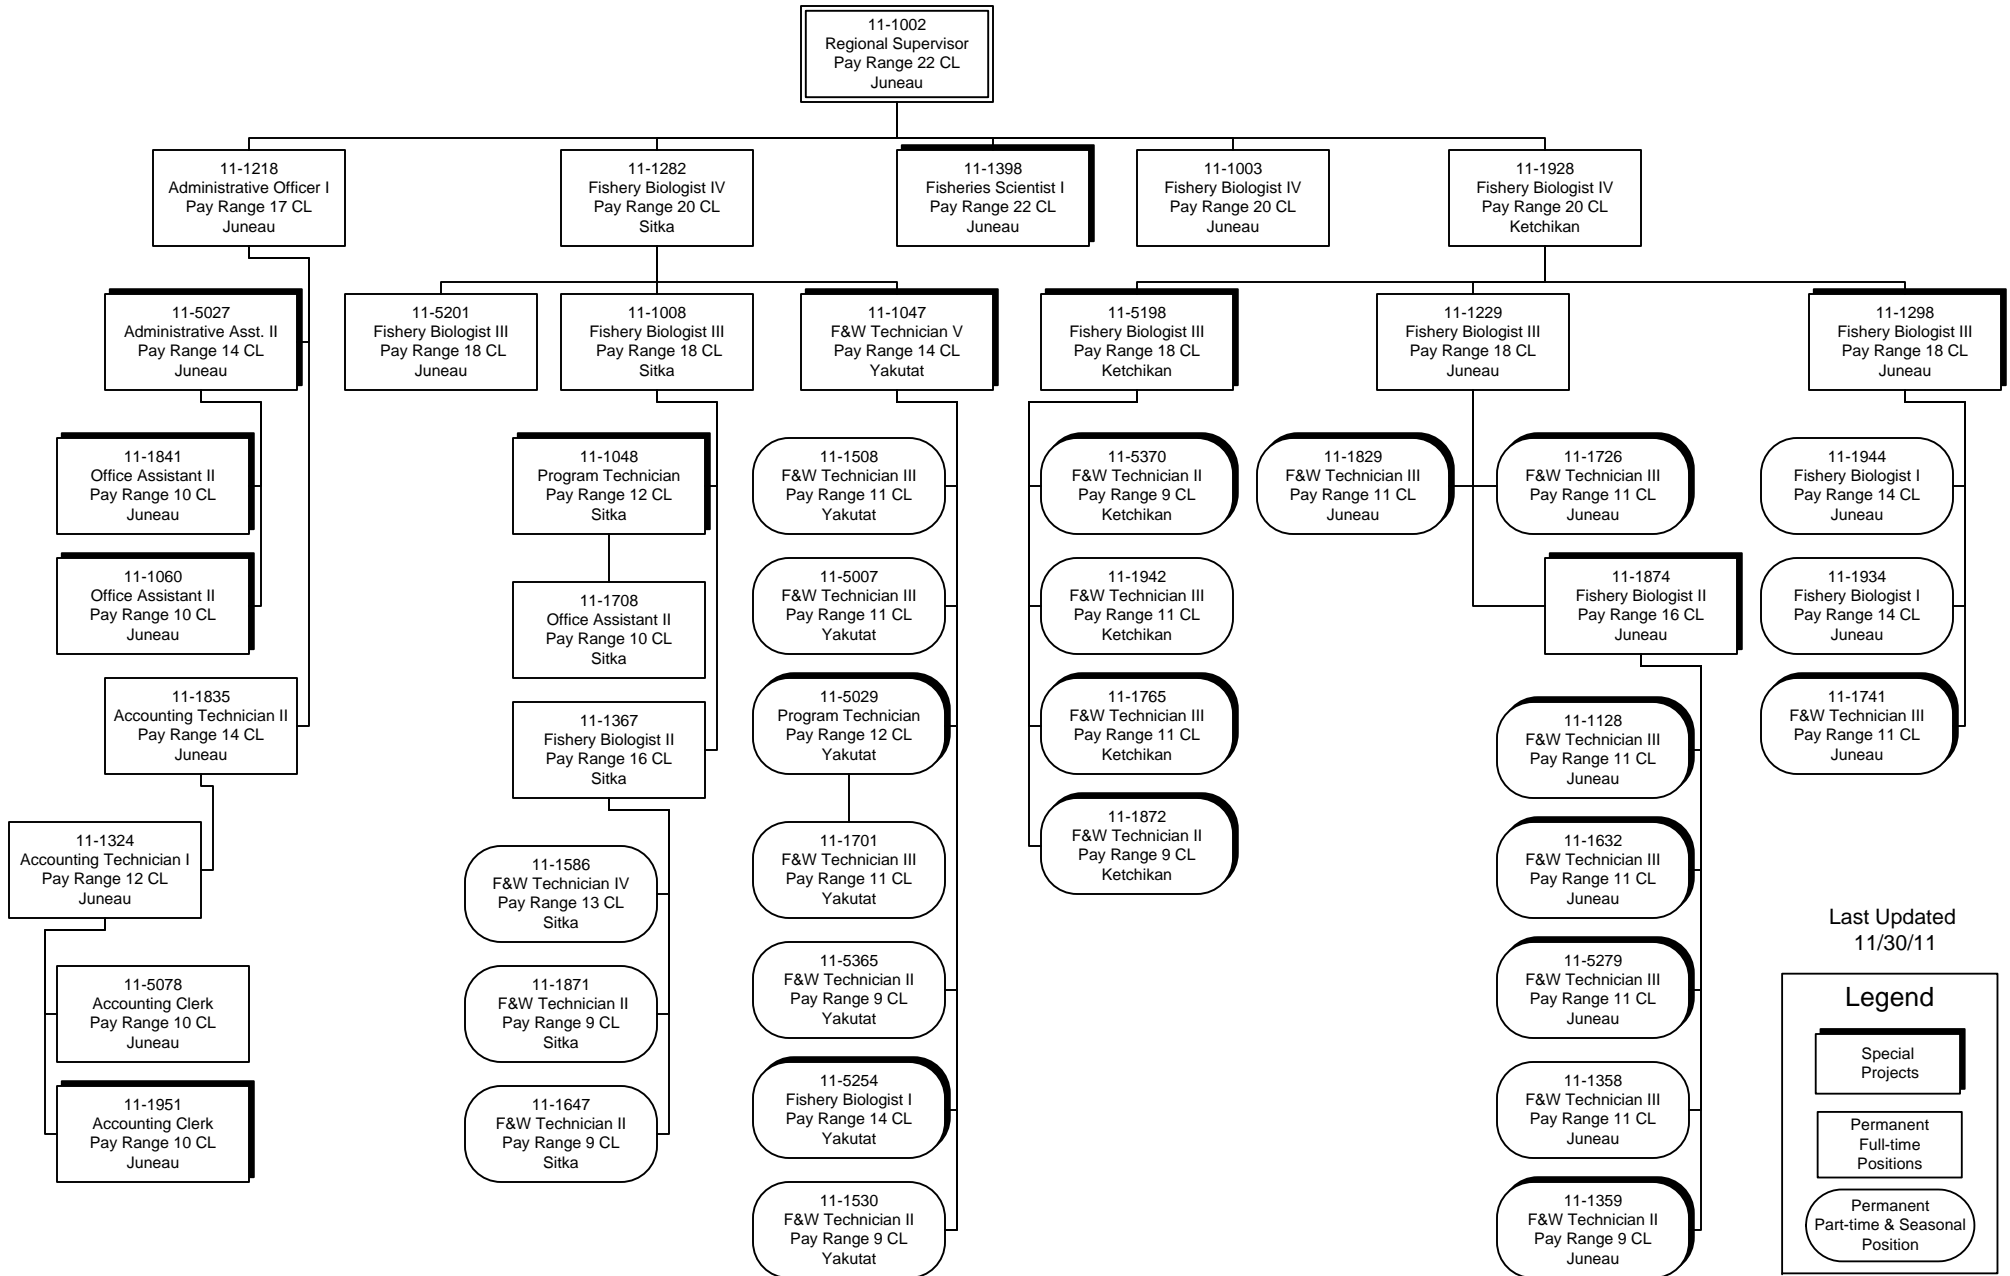 11-1002
Regional Supervisor
Pay Range 22 CL
Juneau
11-1218
Administrative Officer I
Pay Range 17 CL
Juneau
11-1282
Fishery Biologist IV
Pay Range 20 CL
Sitka
11-1398
Fisheries Scientist I
Pay Range 22 CL
Juneau
11-1003
Fishery Biologist IV
Pay Range 20 CL
Juneau
11-1928
Fishery Biologist IV
Pay Range 20 CL
Ketchikan
11-5027
Administrative Asst. II
Pay Range 14 CL
Juneau
11-5201
Fishery Biologist III
Pay Range 18 CL
Juneau
11-1008
Fishery Biologist III
Pay Range 18 CL
Sitka
11-1047
F&W Technician V
Pay Range 14 CL
Yakutat
11-5198
Fishery Biologist III
Pay Range 18 CL
Ketchikan
11-1229
Fishery Biologist III
Pay Range 18 CL
Juneau
11-1298
Fishery Biologist III
Pay Range 18 CL
Juneau
11-1841
Office Assistant II
Pay Range 10 CL
Juneau
11-1060
Office Assistant II
Pay Range 10 CL
Juneau
11-1835
Accounting Technician II
Pay Range 14 CL
Juneau
11-1324
Accounting Technician I
Pay Range 12 CL
Juneau
11-5078
Accounting Clerk
Pay Range 10 CL
Juneau
11-1951
Accounting Clerk
Pay Range 10 CL
Juneau
11-1048
Program Technician
Pay Range 12 CL
Sitka
11-1708
Office Assistant II
Pay Range 10 CL
Sitka
11-1367
Fishery Biologist II
Pay Range 16 CL
Sitka
11-1586
F&W Technician IV
Pay Range 13 CL
Sitka
11-1871
F&W Technician II
Pay Range 9 CL
Sitka
11-1647
F&W Technician II
Pay Range 9 CL
Sitka
11-1508
F&W Technician III
Pay Range 11 CL
Yakutat
11-5007
F&W Technician III
Pay Range 11 CL
Yakutat
11-5029
Program Technician
Pay Range 12 CL
Yakutat
11-1701
F&W Technician III
Pay Range 11 CL
Yakutat
11-5365
F&W Technician II
Pay Range 9 CL
Yakutat
11-5254
Fishery Biologist I
Pay Range 14 CL
Yakutat
11-1530
F&W Technician II
Pay Range 9 CL
Yakutat
11-5370
F&W Technician II
Pay Range 9 CL
Ketchikan
11-1942
F&W Technician III
Pay Range 11 CL
Ketchikan
11-1765
F&W Technician III
Pay Range 11 CL
Ketchikan
11-1872
F&W Technician II
Pay Range 9 CL
Ketchikan
11-1829
F&W Technician III
Pay Range 11 CL
Juneau
11-1726
F&W Technician III
Pay Range 11 CL
Juneau
11-1874
Fishery Biologist II
Pay Range 16 CL
Juneau
11-1128
F&W Technician III
Pay Range 11 CL
Juneau
11-1632
F&W Technician III
Pay Range 11 CL
Juneau
11-5279
F&W Technician III
Pay Range 11 CL
Juneau
11-1358
F&W Technician III
Pay Range 11 CL
Juneau
11-1359
F&W Technician II
Pay Range 9 CL
Juneau
11-1944
Fishery Biologist I
Pay Range 14 CL
Juneau
11-1934
Fishery Biologist I
Pay Range 14 CL
Juneau
11-1741
F&W Technician III
Pay Range 11 CL
Juneau
Last Updated
11/30/11
Legend
Special
Projects
Permanent
Full-time
Positions
Permanent
Part-time & Seasonal
Position